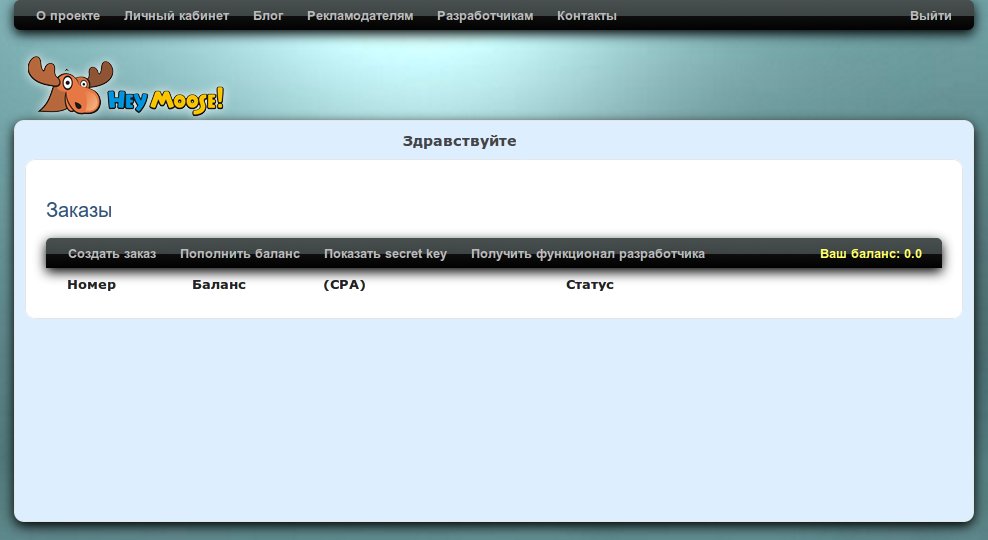 О проекте Личный кабинет Блог Рекламодателям Разработчикам Контакты Выйти
Hey Moose!
Здравствуйте
Заказы
Создать заказ Пополнить баланс Показать secret key Получить функционал разработчика Ваш баланс: 0.0
Номер Баланс (CPA) Статус